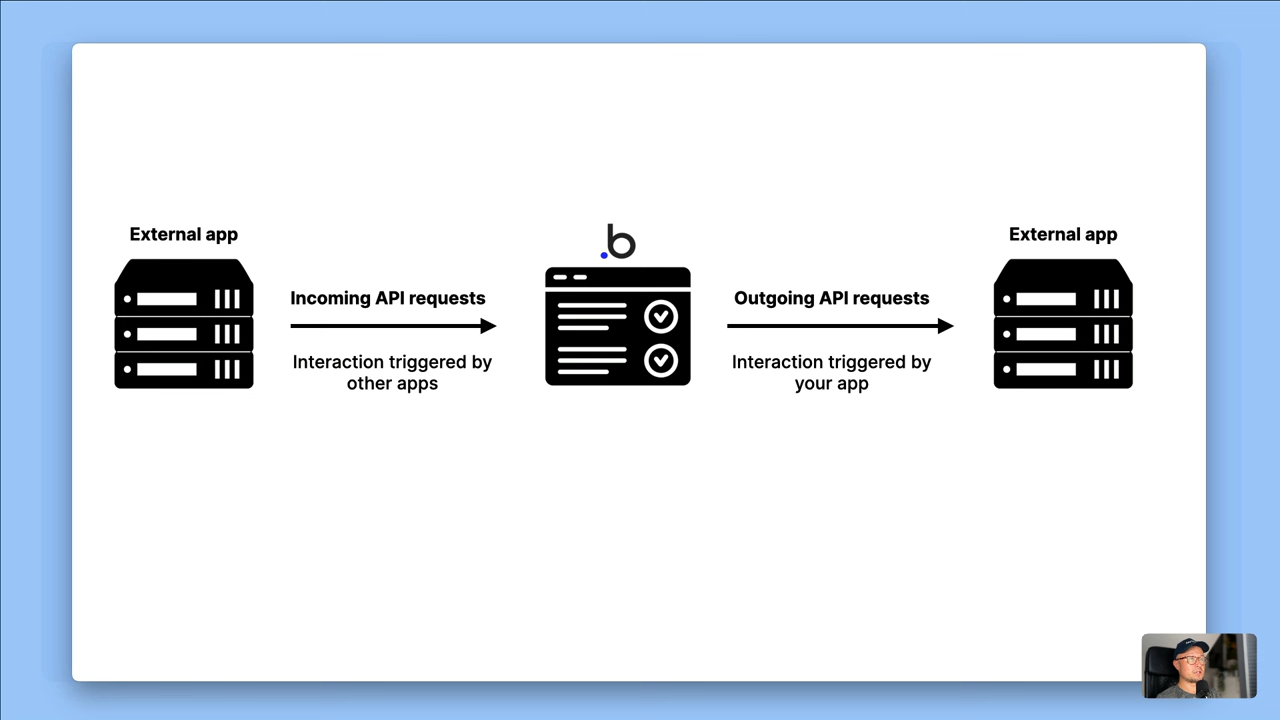 External app
.b
External app
Incoming API requests
Outgoing API requests
Interaction triggered by
other apps
Interaction triggered by
your app